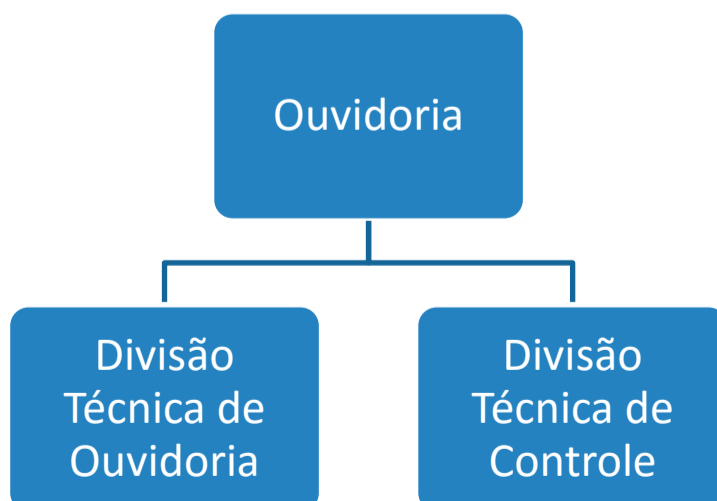 Ouvidoria
Divisão
Técnica de
Ouvidoria
Divisão
Técnica de
Controle